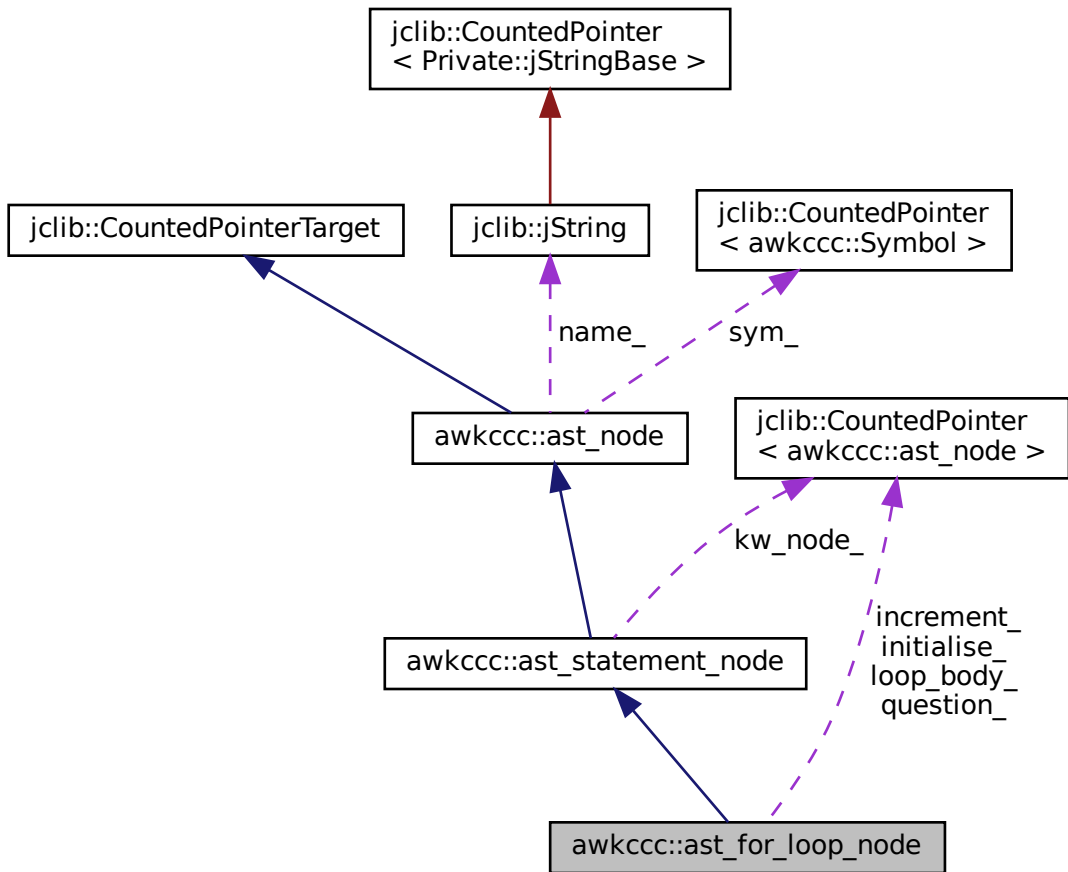 jclib::CountedPointer
< Private::jStringBase >
jclib::CountedPointerTarget
jclib::jString
jclib::CountedPointer
< awkccc::Symbol >
name_
sym_
awkccc::ast_node
jclib::CountedPointer
< awkccc::ast_node >
kw_node_
increment_
initialise_
loop_body_
question_
awkccc::ast_statement_node
awkccc::ast_for_loop_node